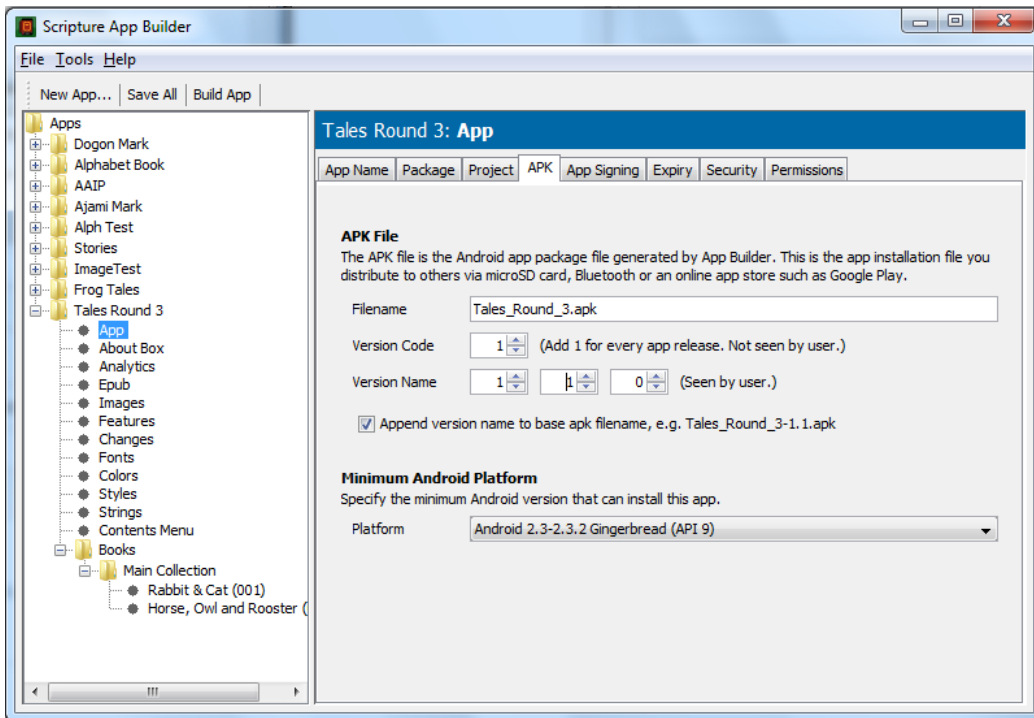 Scripture App Builder
File Tools Help
New App... Save All Build App
Apps
Dogon Mark
Alphabet Book
AAIP
Ajami Mark
Alph Test
Stories
ImageTest
Frog Tales
Tales Round 3
App
About Box
Analytics
Epub
Images
Features
Changes
Fonts
Colors
Styles
Strings
Contents Menu
Books
Main Collection
Rabbit & Cat (001)
Horse, Owl and Rooster (
Tales Round 3: App
App Name Package Project APK App Signing Expiry Security Permissions
APK File
The APK file is the Android app package file generated by App Builder. This is the app installation file you
distribute to others via microSD card, Bluetooth or an online app store such as Google Play.
Filename Tales_Round_3.apk
Version Code 1 (Add 1 for every app release. Not seen by user.)
Version Name 1 1 0 (Seen by user.)
Append version name to base apk filename, e.g. Tales_Round_3-1.1.apk
Minimum Android Platform
Specify the minimum Android version that can install this app.
Platform Android 2.3-2.3.2 Gingerbread (API 9)